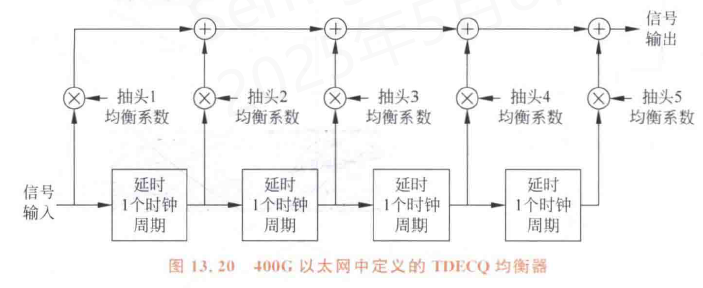 信号
输出
抽头1
均衡系数
抽头2
均衡系数
抽头3
均衡系数
抽头4
均衡系数
抽头5
均衡系数
信号
输入
延时
1个时钟
周期
延时
1个时钟
周期
延时
1个时钟
周期
延时
1个时钟
周期
图 13.20 400G 以太网中定义的 TDECQ 均衡器